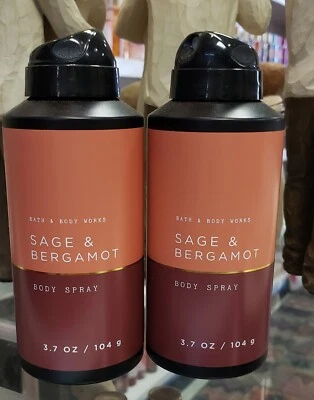 BATH & BODY WORKS
SAGE &
BERGAMOT
BODY SPRAY
3.7 OZ / 104 g
BATH & BODY WORKS
SAGE &
BERGAMOT
BODY SPRAY
3.7 OZ / 104 g